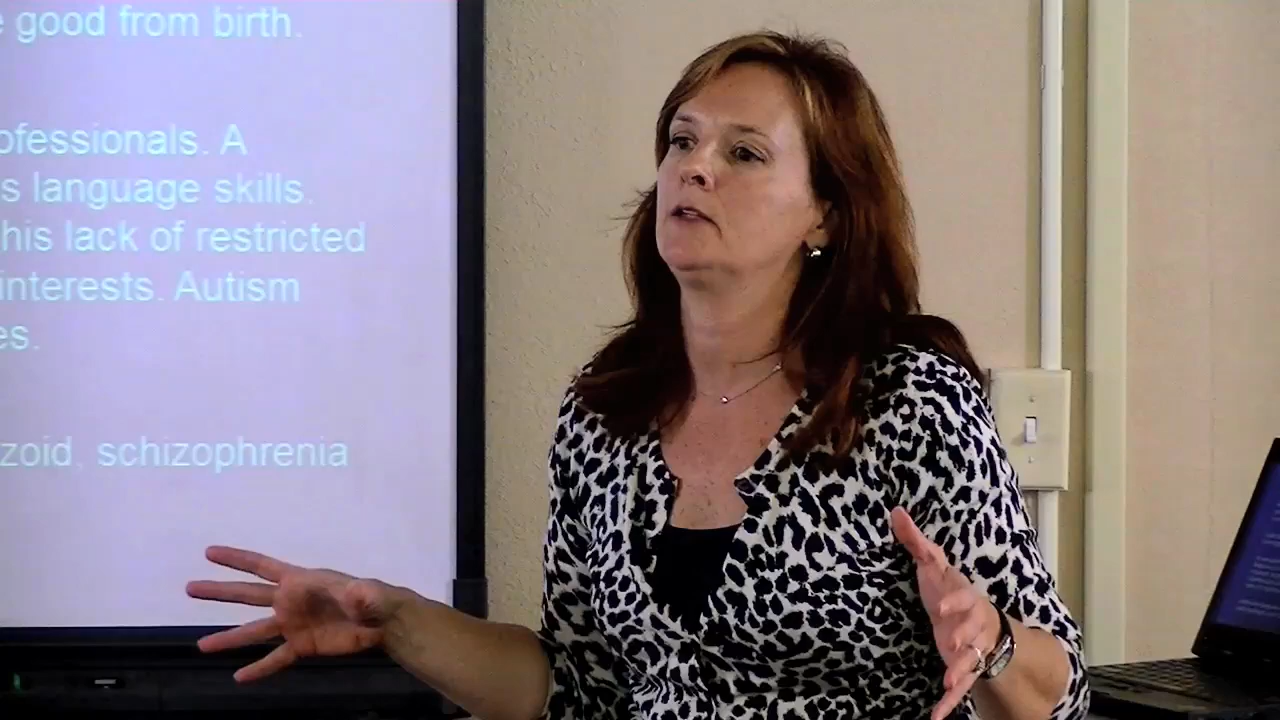 good from birth.
ofessionals. A
s language skills.
his lack of restricted
interests. Autism
es.
zoid, schizophrenia